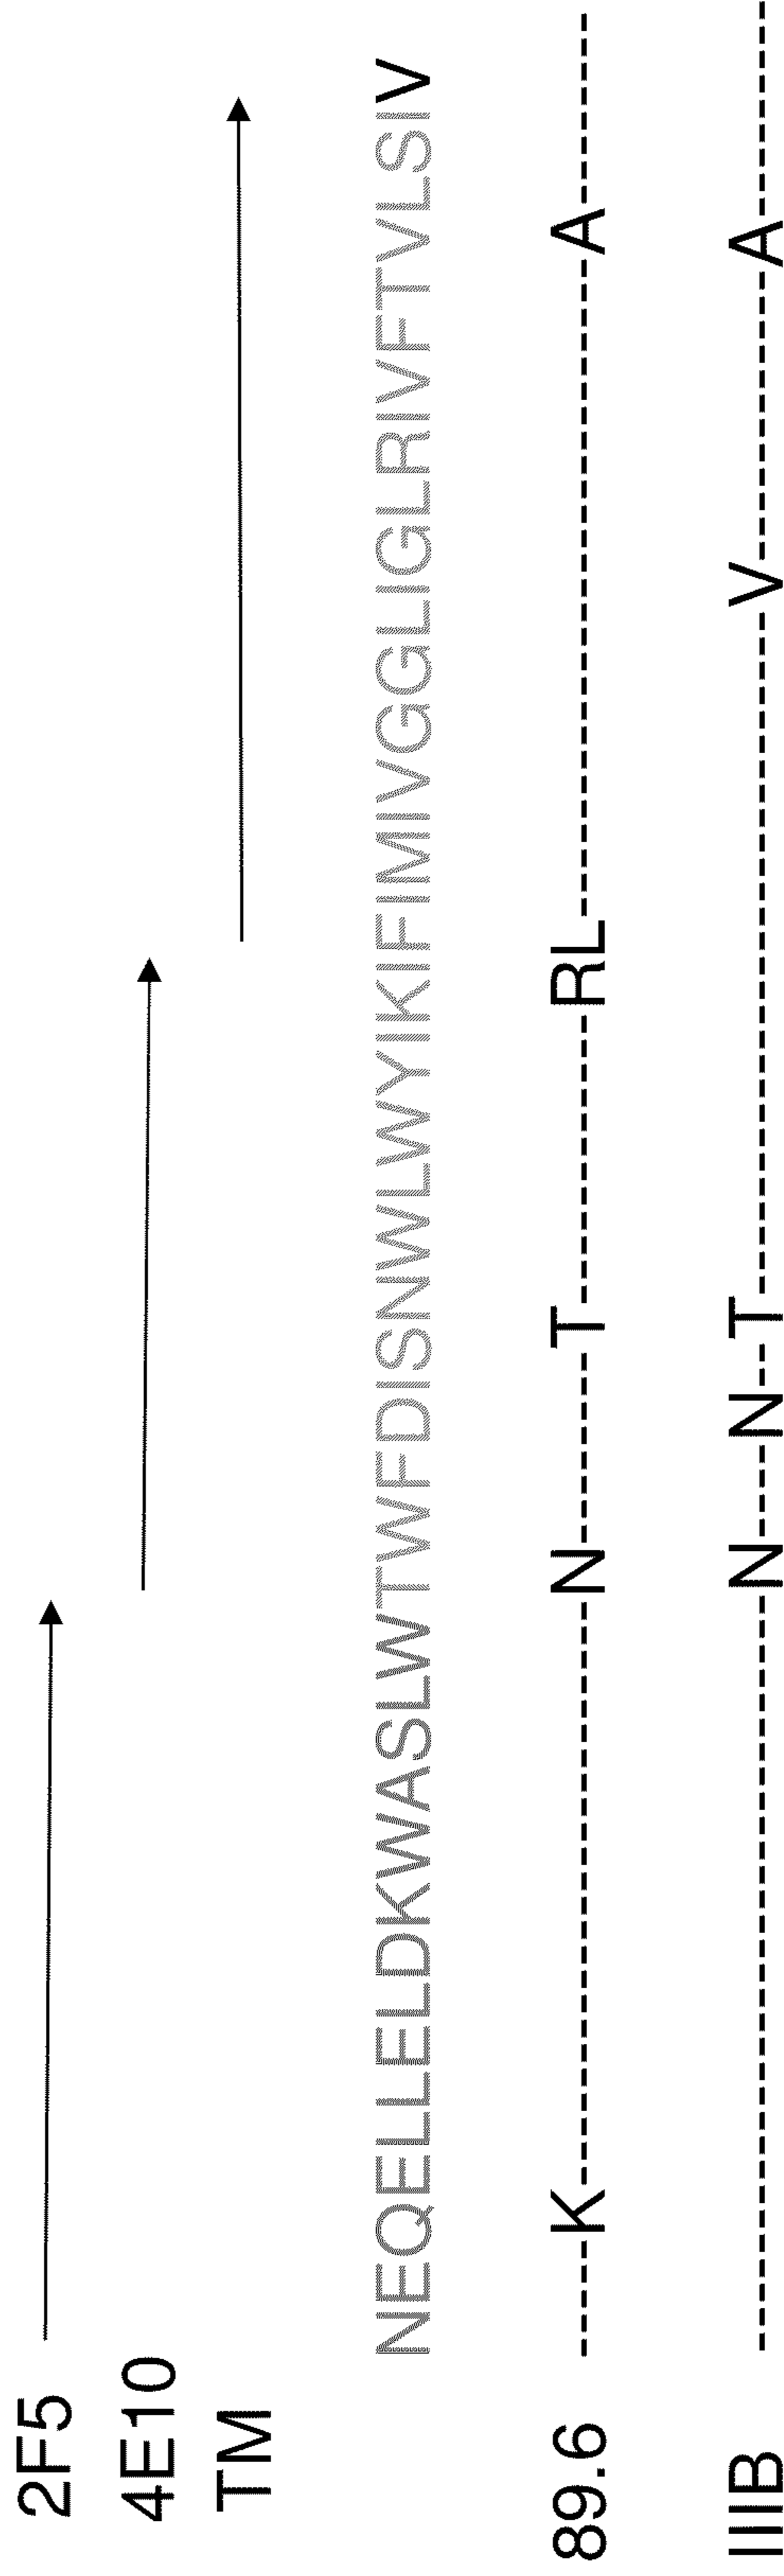 2F5
4E10
TM
NEQELLELDKWASLWTWFDISNWLWYIKIFIMIVGGLIGLRIVFTVLSIV
89.6 -------K---------------------------------N-----------T----------------RL-------------------------------------A-----------
IIIB -------------------------------------------N-----N---T---------------------------------------V----------------A------------